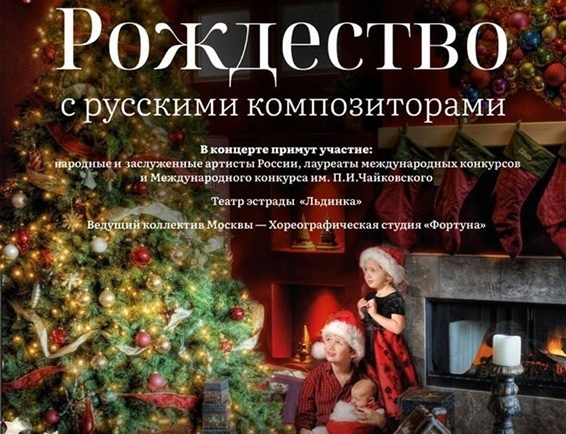 Рождество
с русскими композиторами
В концерте примут участие:
народные и заслуженные артисты России, лауреаты международных конкурсов
и Международного конкурса им. П.И.Чайковского
Театр эстрады «Льдинка»
Ведущий коллектив Москвы — Хореографическая студия «Фортуна»